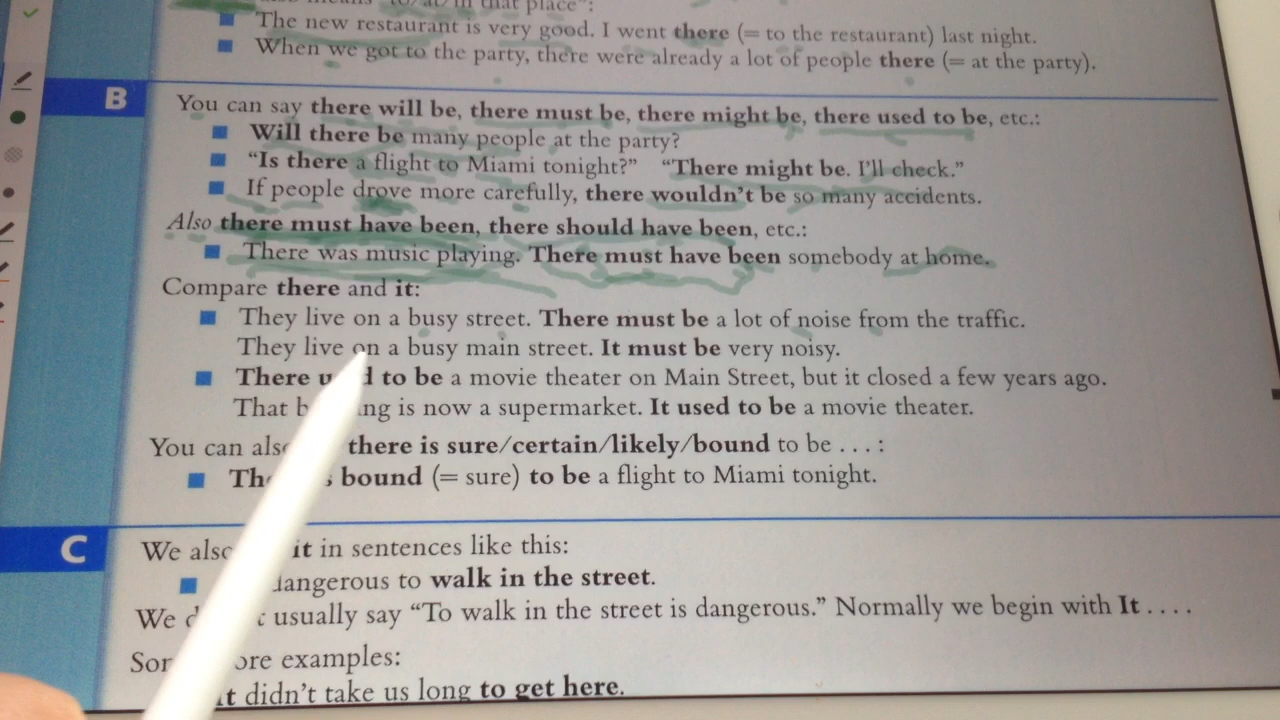 also means "to/at/in that place":
The new restaurant is very good. I went there (= to the restaurant) last night.
When we got to the party, there were already a lot of people there (= at the party).
B
You can say there will be, there must be, there might be, there used to be, etc.:
Will there be many people at the party?
"Is there a flight to Miami tonight?" "There might be. I'll check."
If people drove more carefully, there wouldn't be so many accidents.
Also there must have been, there should have been, etc.:
There was music playing. There must have been somebody at home.
Compare there and it:
They live on a busy street. There must be a lot of noise from the traffic.
They live on a busy main street. It must be very noisy.
There to be a movie theater on Main Street, but it closed a few years ago.
That is now a supermarket. It used to be a movie theater.
You can there is sure/certain/likely/bound to be . . . :
bound (= sure) to be a flight to Miami tonight.
C
We it in sentences like this:
dangerous to walk in the street.
We usually say "To walk in the street is dangerous." Normally we begin with It . . . .
examples:
didn't take us long to get here.